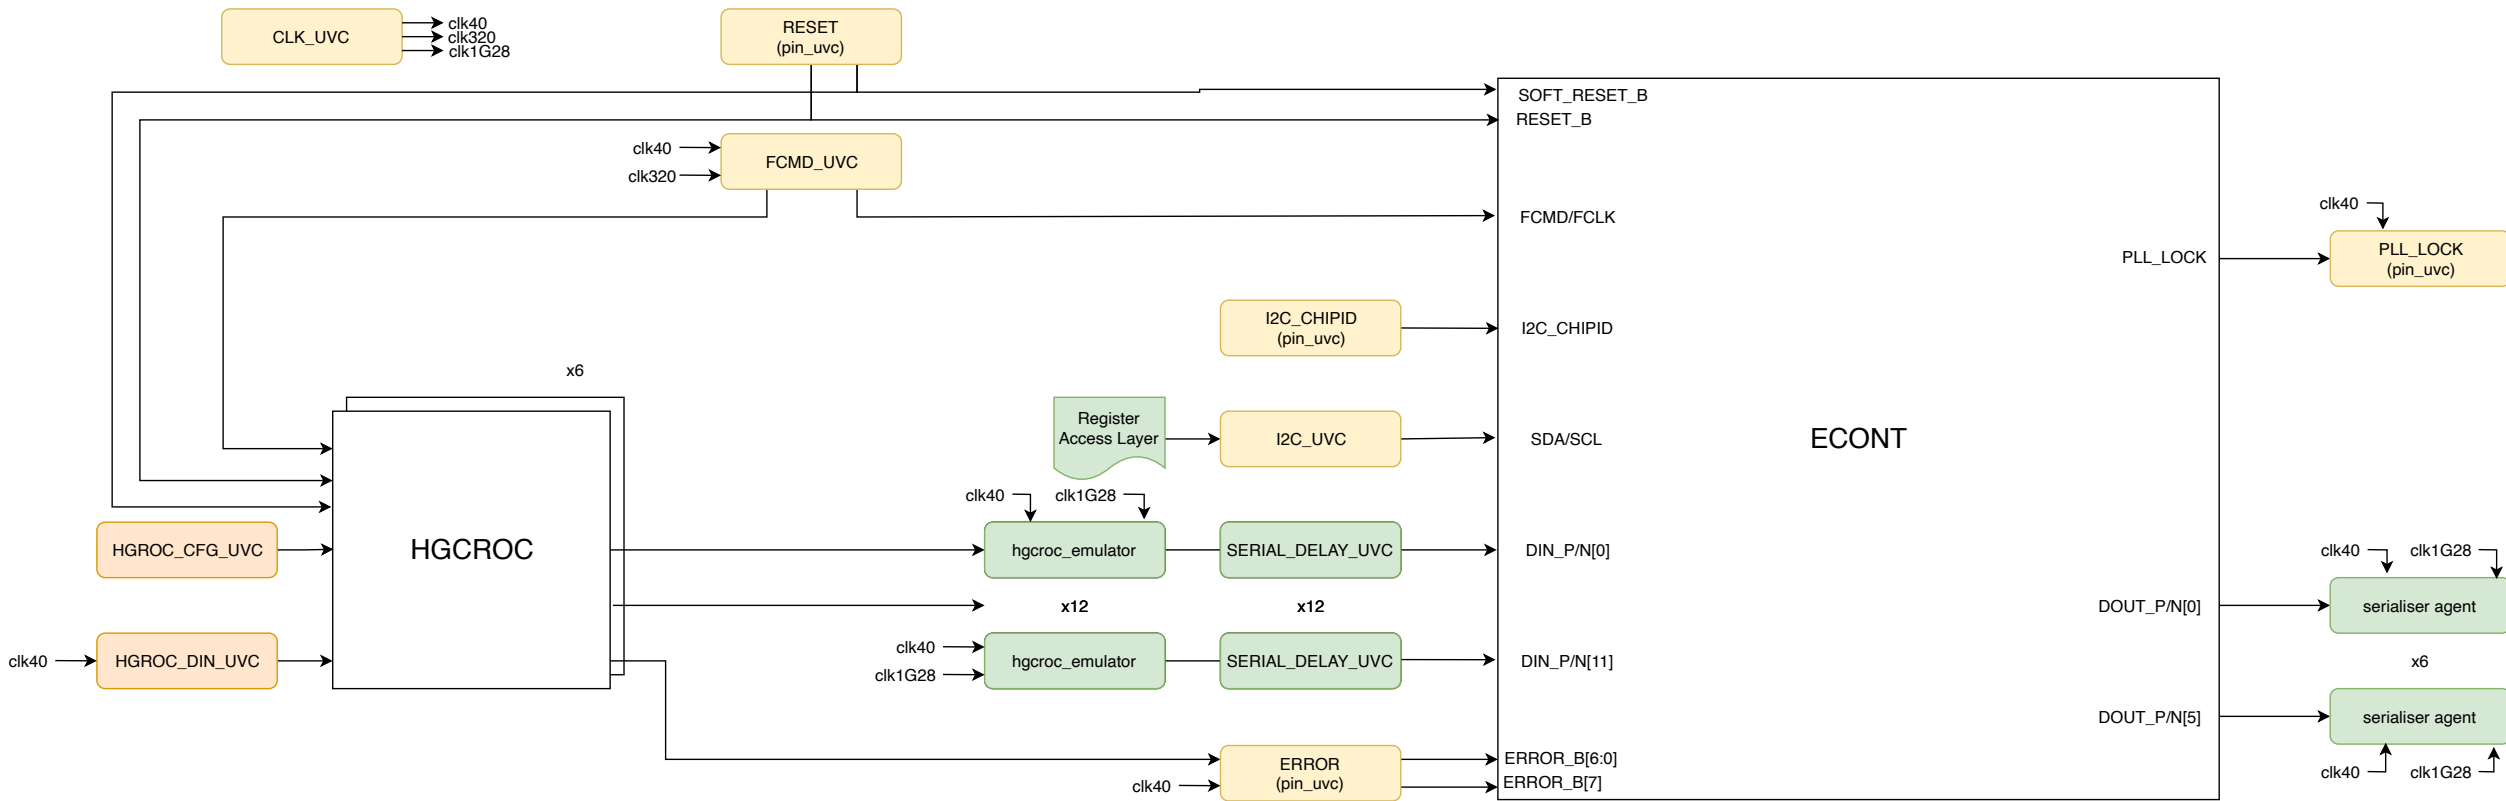 CLK_UVC
clk40
clk320
clk1G28
RESET
(pin_uvc)
SOFT_RESET_B
RESET_B
clk40
clk320
FCMD_UVC
FCMD/FCLK
clk40
PLL_LOCK
PLL_LOCK
(pin_uvc)
I2C_CHIPID
(pin_uvc)
I2C_CHIPID
x6
Register
Access Layer
I2C_UVC
SDA/SCL
ECONT
clk40
clk1G28
HGROC_CFG_UVC
HGCROC
hgcroc_emulator
SERIAL_DELAY_UVC
DIN_P/N[0]
clk40
clk1G28
x12
x12
DOUT_P/N[0]
serialiser agent
clk40
HGROC_DIN_UVC
clk40
clk1G28
hgcroc_emulator
SERIAL_DELAY_UVC
DIN_P/N[11]
x6
DOUT_P/N[5]
serialiser agent
clk40
ERROR
(pin_uvc)
ERROR_B[6:0]
ERROR_B[7]
clk40
clk1G28